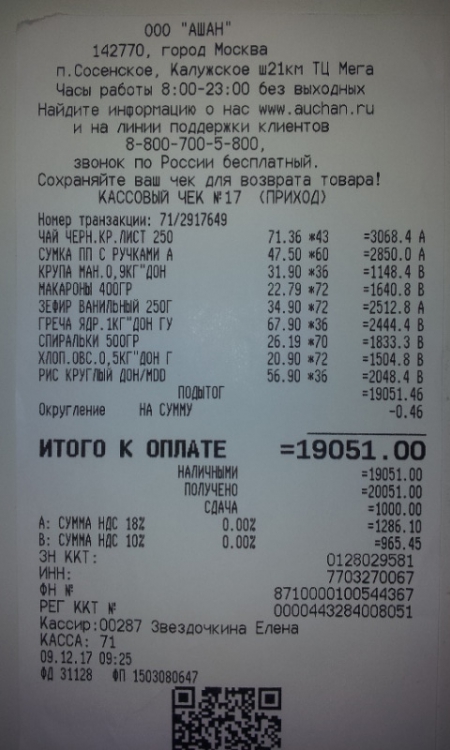 ООО "АШАН"
142770, город Москва
п.Сосенское, Калужское ш21км ТЦ Мега
Часы работы 8:00-23:00 без выходных
Найдите информацию о нас www.auchan.ru
и на линии поддержки клиентов
8-800-700-5-800,
звонок по России бесплатный.
Сохраняйте ваш чек для возврата товара!
КАССОВЫЙ ЧЕК №17 (ПРИХОД)
Номер транзакции: 71/2917649
ЧАЙ ЧЕРН.КР.ЛИСТ 250 71.36 *43 =3068.4 А
СУМКА ПП С РУЧКАМИ А 47.50 *60 =2850.0 А
КРУПА МАН.0,9КГ"ДОН 31.90 *36 =1148.4 В
МАКАРОНЫ 400ГР 22.79 *72 =1640.8 В
ЗЕФИР ВАНИЛЬНЫЙ 250Г 34.90 *72 =2512.8 А
ГРЕЧА ЯДР.1КГ"ДОН ГУ 67.90 *36 =2444.4 В
СПИРАЛЬКИ 500ГР 26.19 *70 =1833.3 В
ХЛОП.ОВС.0,5КГ"ДОН Г 20.90 *72 =1504.8 В
РИС КРУГЛЫЙ ДОН/MDD 56.90 *36 =2048.4 В
ПОДЫТОГ =19051.46
Округление НА СУММУ -0.46
ИТОГО К ОПЛАТЕ =19051.00
НАЛИЧНЫМИ =19051.00
ПОЛУЧЕНО =20051.00
СДАЧА =1000.00
А: СУММА НДС 18% 0.00% =1286.10
В: СУММА НДС 10% 0.00% =965.45
ЗН ККТ: 0128029581
ИНН: 7703270067
ФН № 8710000100544367
РЕГ ККТ № 0000443284008051
Кассир:00287 Звездочкина Елена
КАССА: 71
09.12.17 09:25
ФД 31128 ФП 1503080647